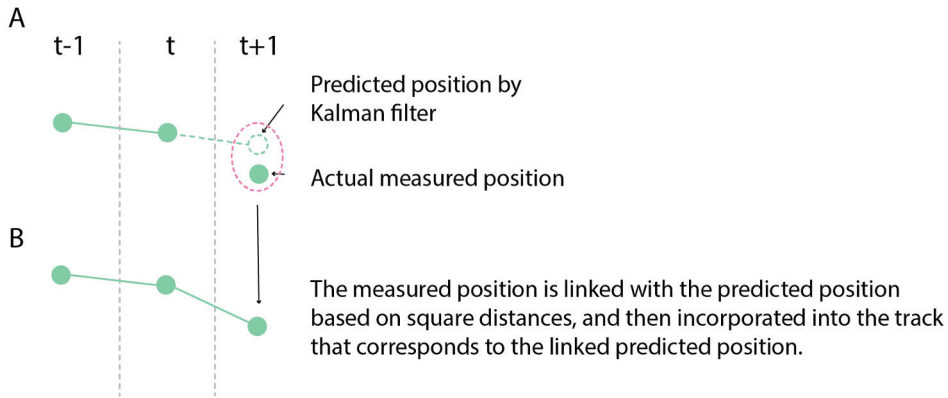 A
t-1 t t+1
Predicted position by
Kalman filter
Actual measured position
B
The measured position is linked with the predicted position
based on square distances, and then incorporated into the track
that corresponds to the linked predicted position.